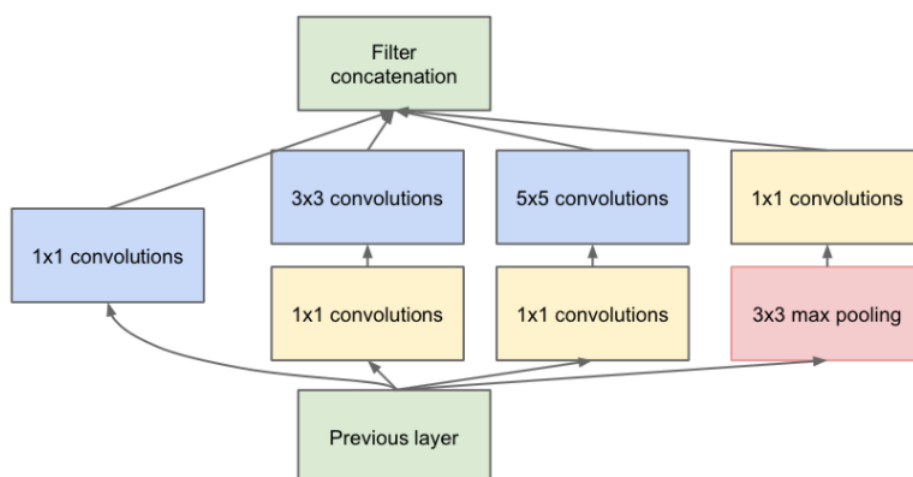 Filter
concatenation
3x3 convolutions
5x5 convolutions
1x1 convolutions
1x1 convolutions
1x1 convolutions
1x1 convolutions
3x3 max pooling
Previous layer